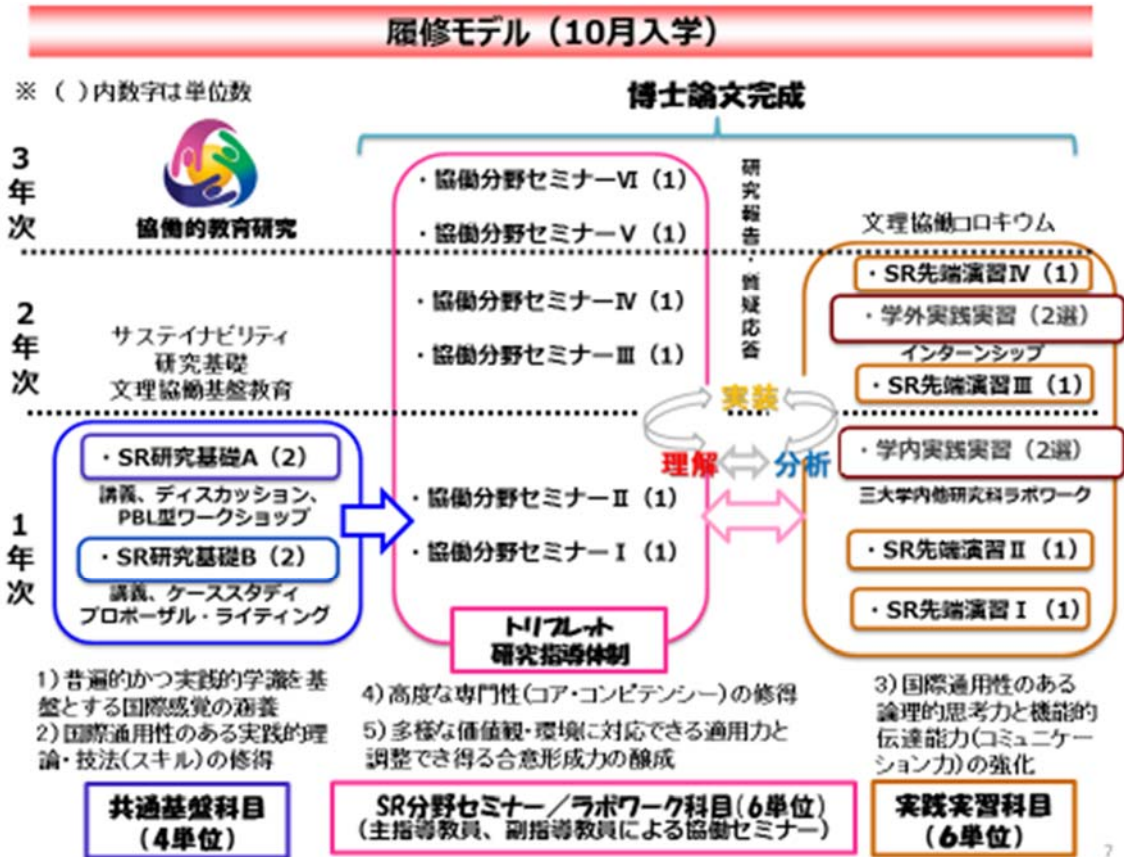 履修モデル（10月入学）
※ （ ）内数字は単位数
博士論文完成
3年次
協働的教育研究
・協働分野セミナーⅥ（1）
・協働分野セミナーⅤ（1）
研究報告・質疑応答
文理協働コロキウム
・SR先端演習Ⅳ（1）
2年次
サステイナビリティ
研究基礎
文理協働基盤教育
・協働分野セミナーⅣ（1）
・協働分野セミナーⅢ（1）
・学外実践実習（2選）
インターンシップ
・SR先端演習Ⅲ（1）
実装
理解
分析
1年次
・SR研究基礎A（2）
講義、ディスカッション、
PBL型ワークショップ
・SR研究基礎B（2）
講義、ケーススタディ
プロポーザル・ライティング
・協働分野セミナーⅡ（1）
・協働分野セミナーⅠ（1）
トリプレット
研究指導体制
・学内実践実習（2選）
三大学内他研究科ラボワーク
・SR先端演習Ⅱ（1）
・SR先端演習Ⅰ（1）
1）普遍的かつ実践的学識を基
盤とする国際感覚の涵養
2）国際通用性のある実践的理
論・技法(スキル)の修得
4）高度な専門性(コア・コンピテンシー)の修得
5）多様な価値観・環境に対応できる適用力と
調整でき得る合意形成力の醸成
3）国際通用性のある
論理的思考力と機能的
伝達能力(コミュニケー
ション力)の強化
共通基盤科目
(4単位)
SR分野セミナー／ラボワーク科目(6単位)
(主指導教員、副指導教員による協働セミナー)
実践実習科目
(6単位)
7